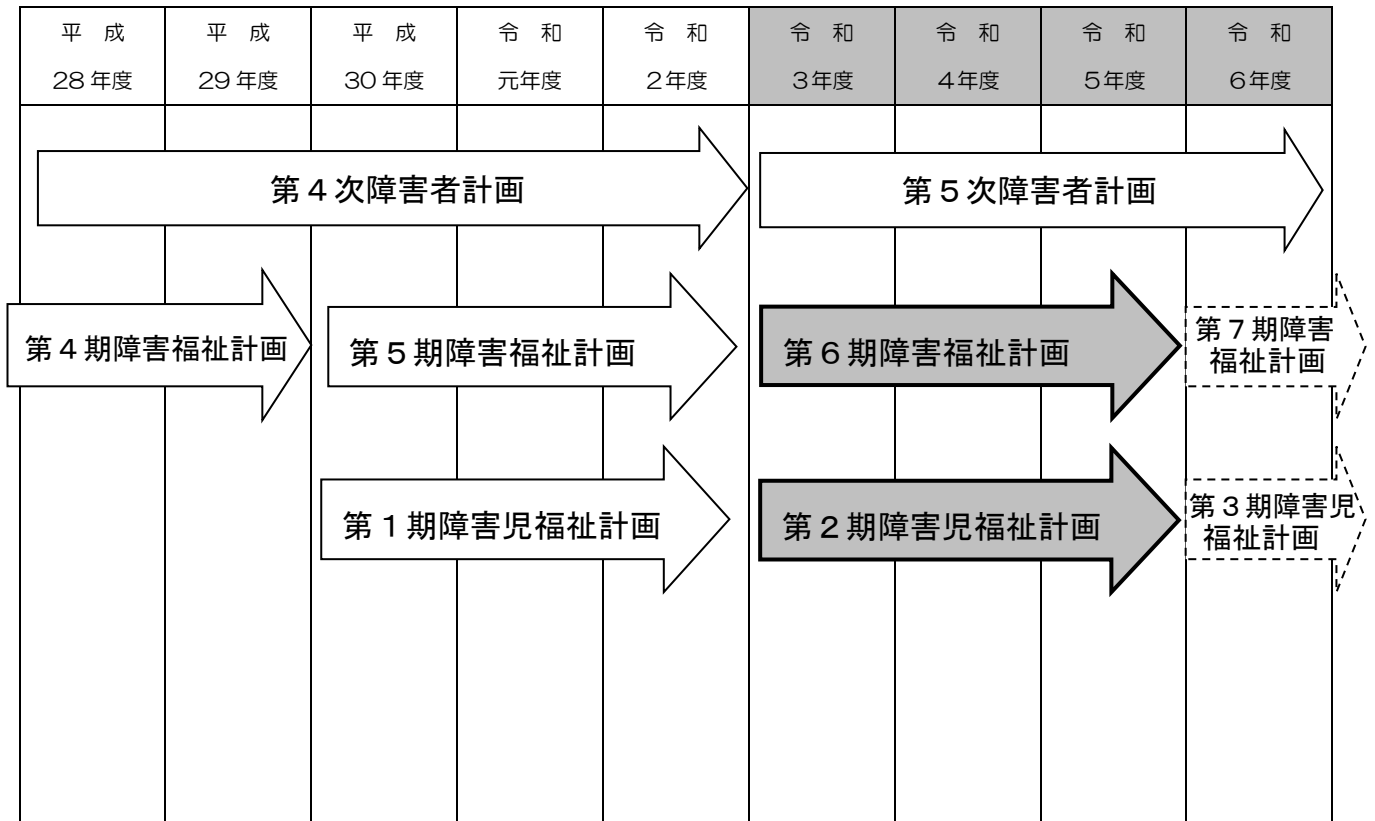 平 成 平 成 平 成 令 和 令 和 令 和 令 和 令 和 令 和
28年度 29年度 30年度 元年度 2年度 3年度 4年度 5年度 6年度
第4次障害者計画 第5次障害者計画
第4期障害福祉計画
第5期障害福祉計画
第6期障害福祉計画
第7期障害
福祉計画
第1期障害児福祉計画
第2期障害児福祉計画
第3期障害児
福祉計画